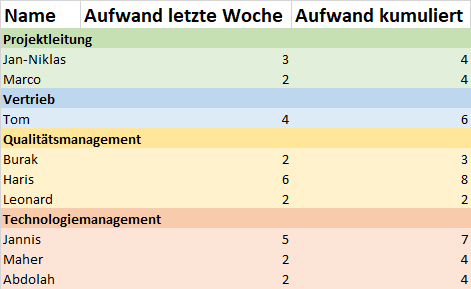 Name Aufwand letzte Woche Aufwand kumuliert
Projektleitung
Jan-Niklas 3 4
Marco 2 4
Vertrieb
Tom 4 6
Qualitätsmanagement
Burak 2 3
Haris 6 8
Leonard 2 2
Technologiemanagement
Jannis 5 7
Maher 2 4
Abdolah 2 4